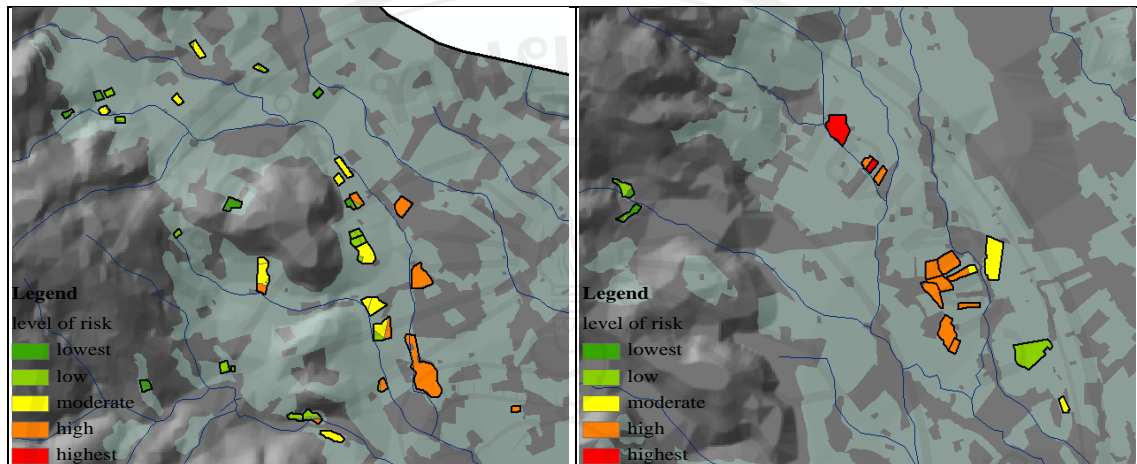 Legend
level of risk
lowest
low
moderate
high
highest
Legend
level of risk
lowest
low
moderate
high
highest